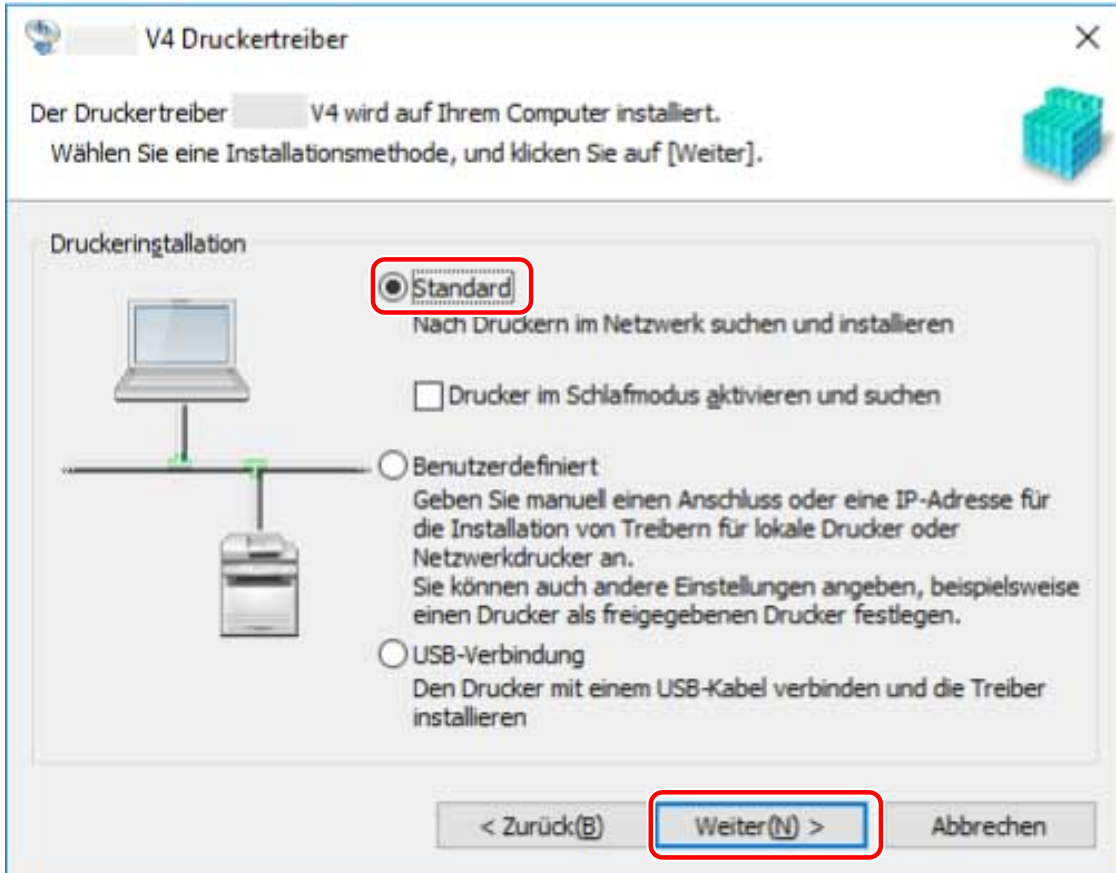 V4 Druckertreiber
Der Druckertreiber V4 wird auf Ihrem Computer installiert.
Wählen Sie eine Installationsmethode, und klicken Sie auf [Weiter].
Druckeringstallation
Standard
Nach Druckern im Netzwerk suchen und installieren
Drucker im Schlafmodus aktivieren und suchen
Benutzerdefiniert
Geben Sie manuell einen Anschluss oder eine IP-Adresse für
die Installation von Treibern für lokale Drucker oder
Netzwerkdrucker an.
Sie können auch andere Einstellungen angeben, beispielsweise
einen Drucker als freigegebenen Drucker festlegen.
USB-Verbindung
Den Drucker mit einem USB-Kabel verbinden und die Treiber
installieren
< Zurück(B)
Weiter(N) >
Abbrechen